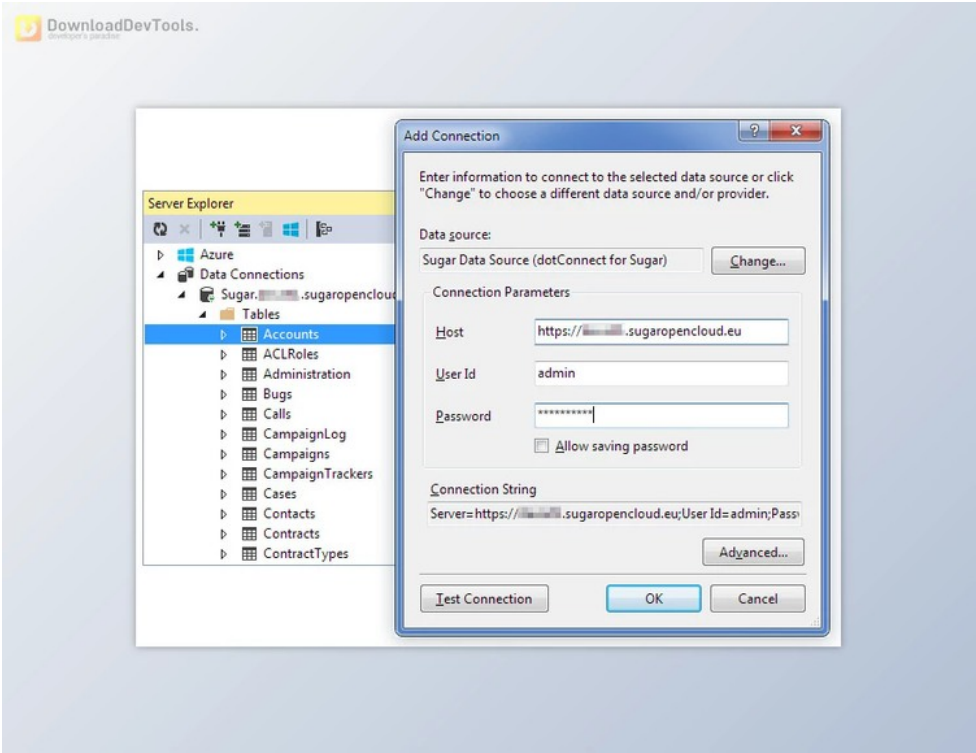 DownloadDevTools.
developer's paradise
Server Explorer
Azure
Data Connections
Sugar. .sugaropencloud
Tables
Accounts
ACLRoles
Administration
Bugs
Calls
CampaignLog
Campaigns
CampaignTrackers
Cases
Contacts
Contracts
ContractTypes
Add Connection
?
X
Enter information to connect to the selected data source or click
"Change" to choose a different data source and/or provider.
Data source:
Sugar Data Source (dotConnect for Sugar)
Change...
Connection Parameters
Host
https:// .sugaropencloud.eu
User Id
admin
Password
**********
Allow saving password
Connection String
Server=https:// .sugaropencloud.eu;User Id=admin;Pass
Advanced...
Test Connection
OK
Cancel